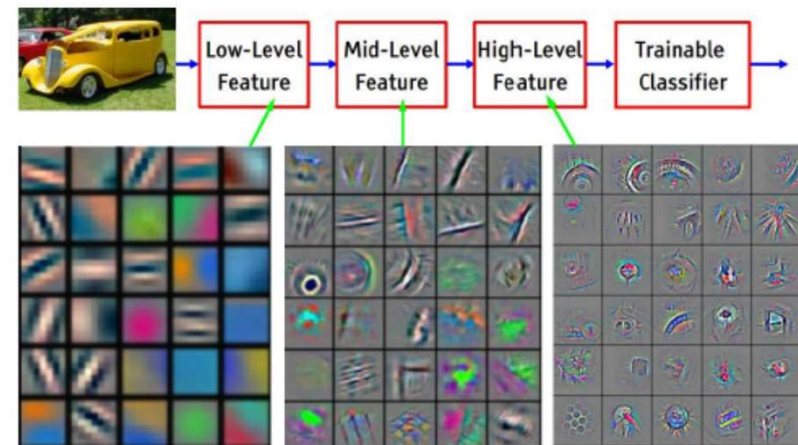 Low-Level
Feature
Mid-Level
Feature
High-Level
Feature
Trainable
Classifier